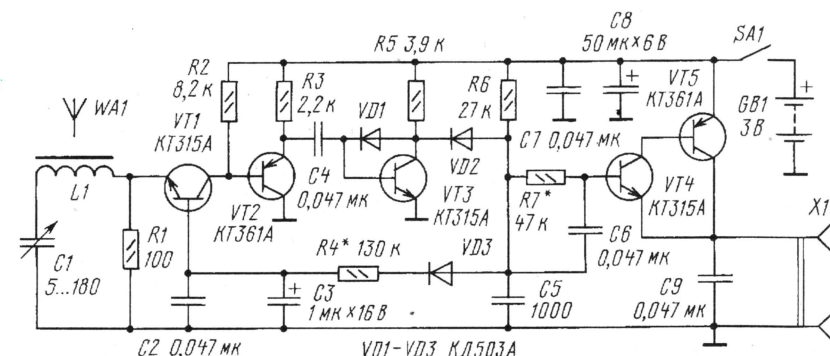 WA1
L1
C1
5...180
R1
100
VT1
КТ315А
R2
8,2 к
R3
2,2 к
VT2
КТ361А
C4
0,047 мк
VD1
R5 3,9 к
VT3
КТ315А
VD2
R6
27 к
C8
50 мк × 6 В
C7 0,047 мк
VT5
КТ361А
SA1
GB1
3В
R7*
47 к
VT4
КТ315А
X1
C6
0,047 мк
R4* 130 к
VD3
C3
1 мк × 16 В
C5
1000
C9
0,047 мк
C2 0,047 мк
VD1-VD3 КД503А